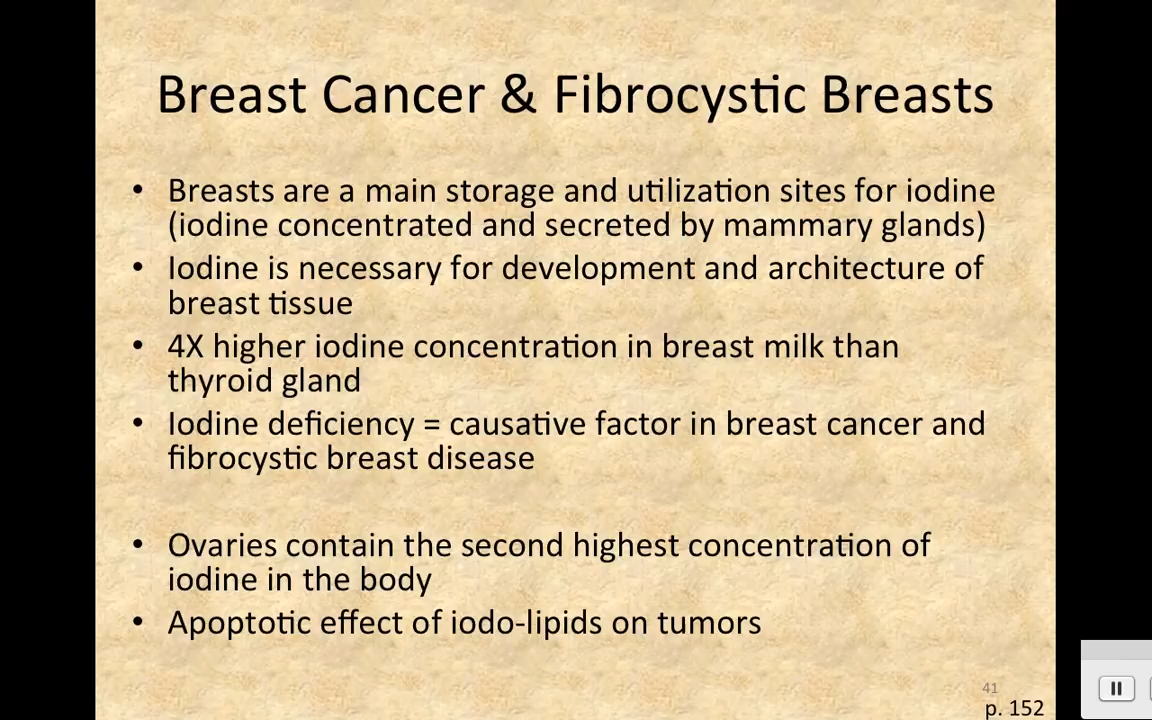 Breast Cancer & Fibrocystic Breasts
• Breasts are a main storage and utilization sites for iodine
(iodine concentrated and secreted by mammary glands)
• Iodine is necessary for development and architecture of
breast tissue
• 4X higher iodine concentration in breast milk than
thyroid gland
• Iodine deficiency = causative factor in breast cancer and
fibrocystic breast disease
• Ovaries contain the second highest concentration of
iodine in the body
• Apoptotic effect of iodo-lipids on tumors
41
p. 152